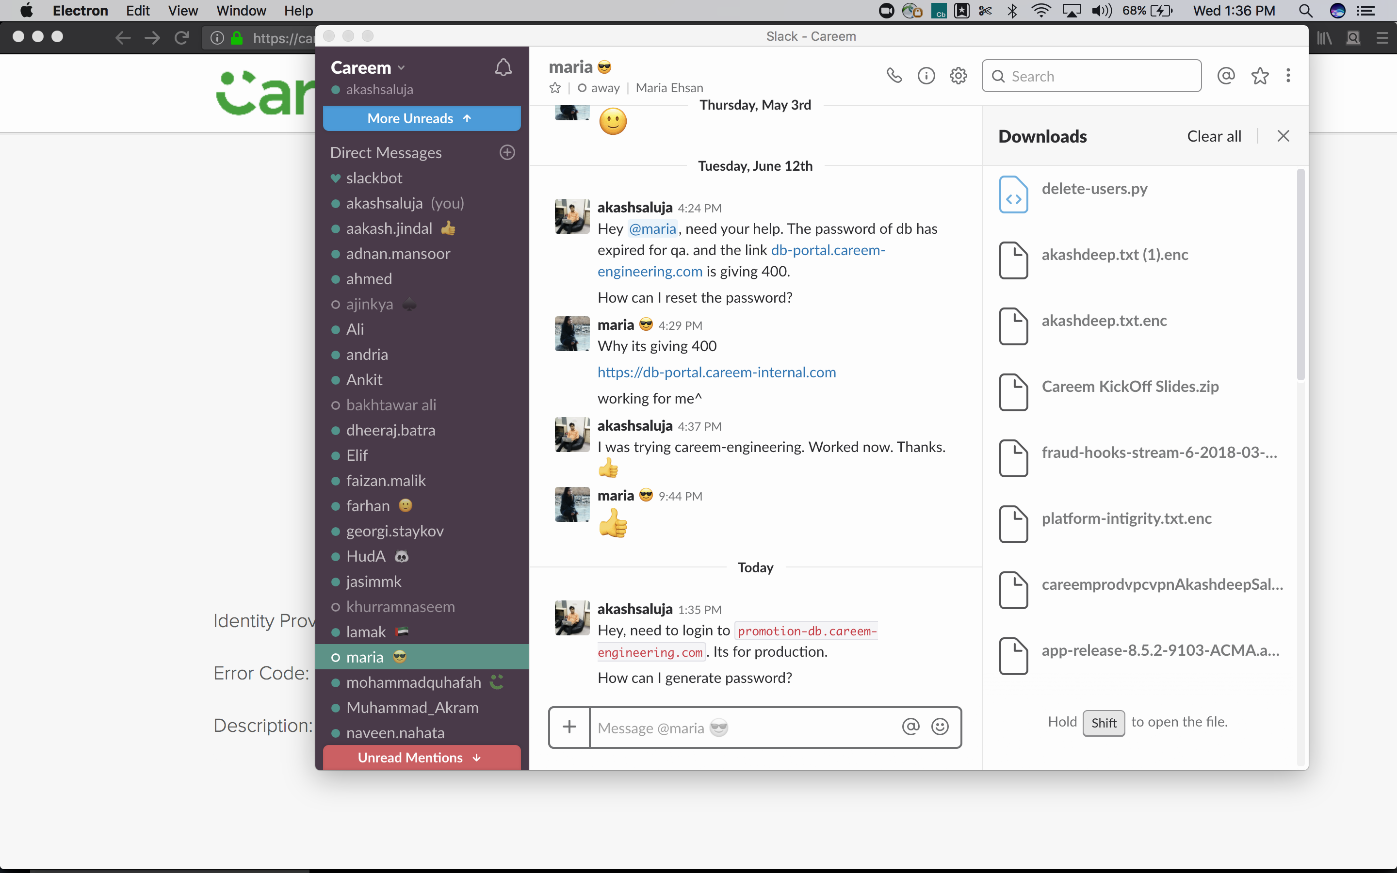 Electron Edit View Window Help
68% Wed 1:36 PM
https://ca
Slack - Careem
Car
Identity Prov
Error Code:
Description:
Careem
akashsaluja
More Unreads ↑
Direct Messages
slackbot
akashsaluja (you)
aakash.jindal
adnan.mansoor
ahmed
ajinkya
Ali
andria
Ankit
bakhtawar ali
dheeraj.batra
Elif
faizan.malik
farhan
georgi.staykov
HudA
jasimmk
khurramnaseem
lamak
maria
mohammadquhafah
Muhammad_Akram
naveen.nahata
Unread Mentions ↓
maria
away | Maria Ehsan
Search
Thursday, May 3rd
Tuesday, June 12th
akashsaluja 4:24 PM
Hey @maria, need your help. The password of db has
expired for qa. and the link db-portal.careem-
engineering.com is giving 400.
How can I reset the password?
maria 4:29 PM
Why its giving 400
https://db-portal.careem-internal.com
working for me^
akashsaluja 4:37 PM
I was trying careem-engineering. Worked now. Thanks.
maria 9:44 PM
Today
akashsaluja 1:35 PM
Hey, need to login to promotion-db.careem-
engineering.com. Its for production.
How can I generate password?
Message @maria
Downloads Clear all
delete-users.py
akashdeep.txt (1).enc
akashdeep.txt.enc
Careem KickOff Slides.zip
fraud-hooks-stream-6-2018-03-...
platform-intigrity.txt.enc
careemprodvpcvpnAkashdeepSal...
app-release-8.5.2-9103-ACMA.a...
Hold Shift to open the file.